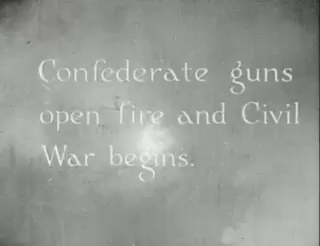 Confederate guns
open fire and Civil
War begins.